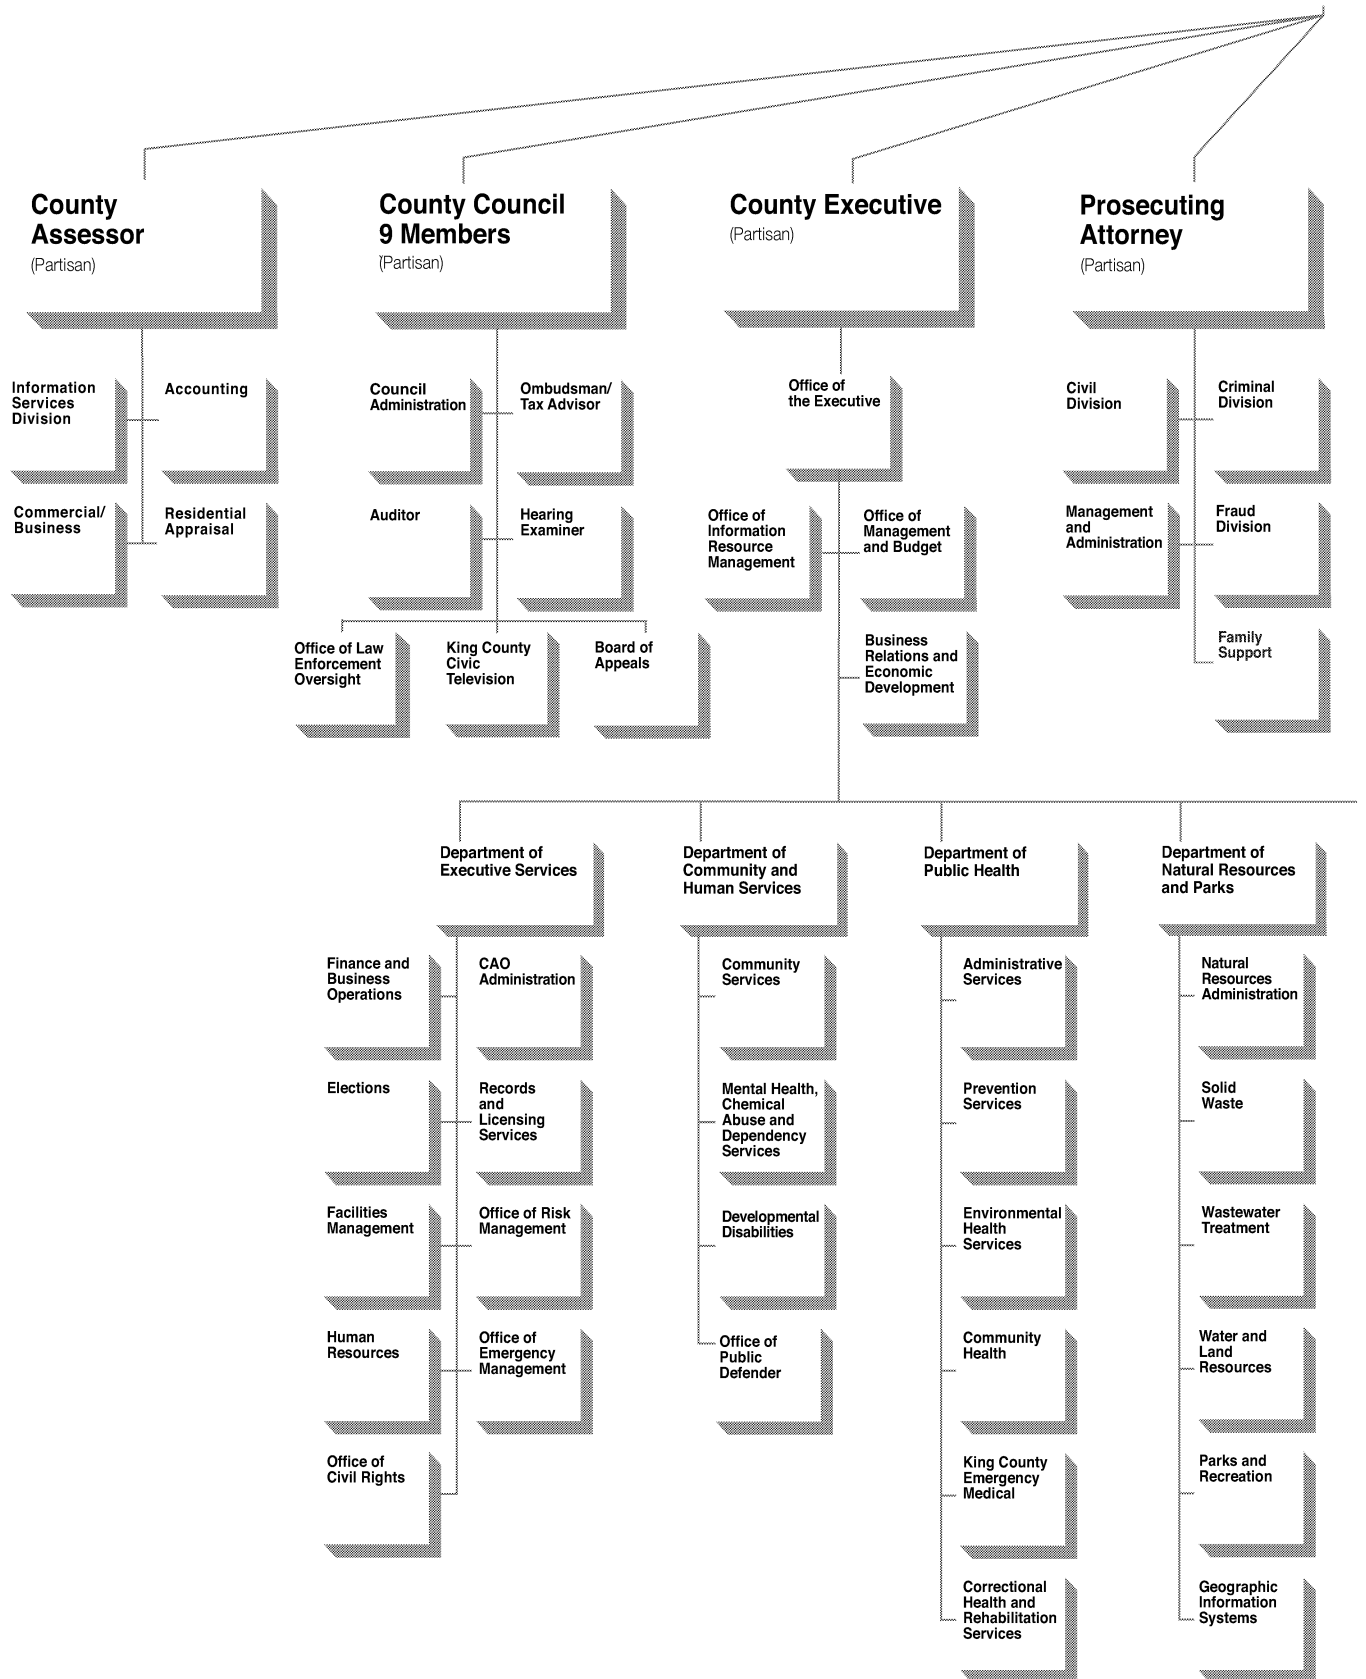 County
Assessor
(Partisan)
County Council
9 Members
(Partisan)
County Executive
(Partisan)
Prosecuting
Attorney
(Partisan)
Information
Services
Division
Accounting
Commercial/
Business
Residential
Appraisal
Council
Administration
Ombudsman/
Tax Advisor
Auditor
Hearing
Examiner
Office of Law
Enforcement
Oversight
King County
Civic
Television
Board of
Appeals
Office of
the Executive
Office of
Information
Resource
Management
Office of
Management
and Budget
Business
Relations and
Economic
Development
Civil
Division
Criminal
Division
Management
and
Administration
Fraud
Division
Family
Support
Department of
Executive Services
Finance and
Business
Operations
CAO
Administration
Elections
Records
and
Licensing
Services
Facilities
Management
Office of Risk
Management
Human
Resources
Office of
Emergency
Management
Office of
Civil Rights
Department of
Community and
Human Services
Community
Services
Mental Health,
Chemical
Abuse and
Dependency
Services
Developmental
Disabilities
Office of
Public
Defender
Department of
Public Health
Administrative
Services
Prevention
Services
Environmental
Health
Services
Community
Health
King County
Emergency
Medical
Correctional
Health and
Rehabilitation
Services
Department of
Natural Resources
and Parks
Natural
Resources
Administration
Solid
Waste
Wastewater
Treatment
Water and
Land
Resources
Parks and
Recreation
Geographic
Information
Systems